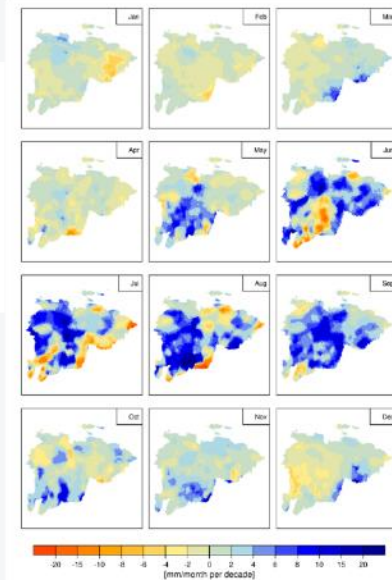 Jan
Feb
Mar
Apr
May
Jun
Jul
Aug
Sep
Oct
Nov
Dec
-20 -15 -10 -8 -6 -4 -2 0 2 4 6 8 10 15 20
[mm/month per decade]